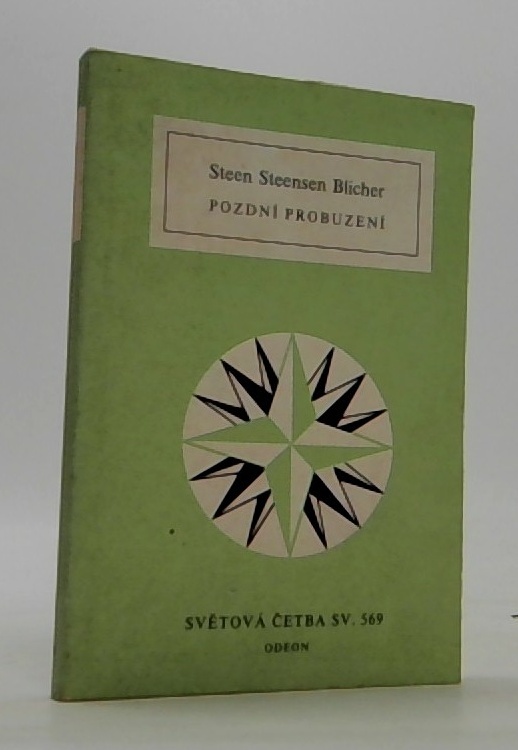 Steen Steensen Blicher
POZDNÍ PROBUZENÍ
SVĚTOVÁ ČETBA SV. 569
ODEON